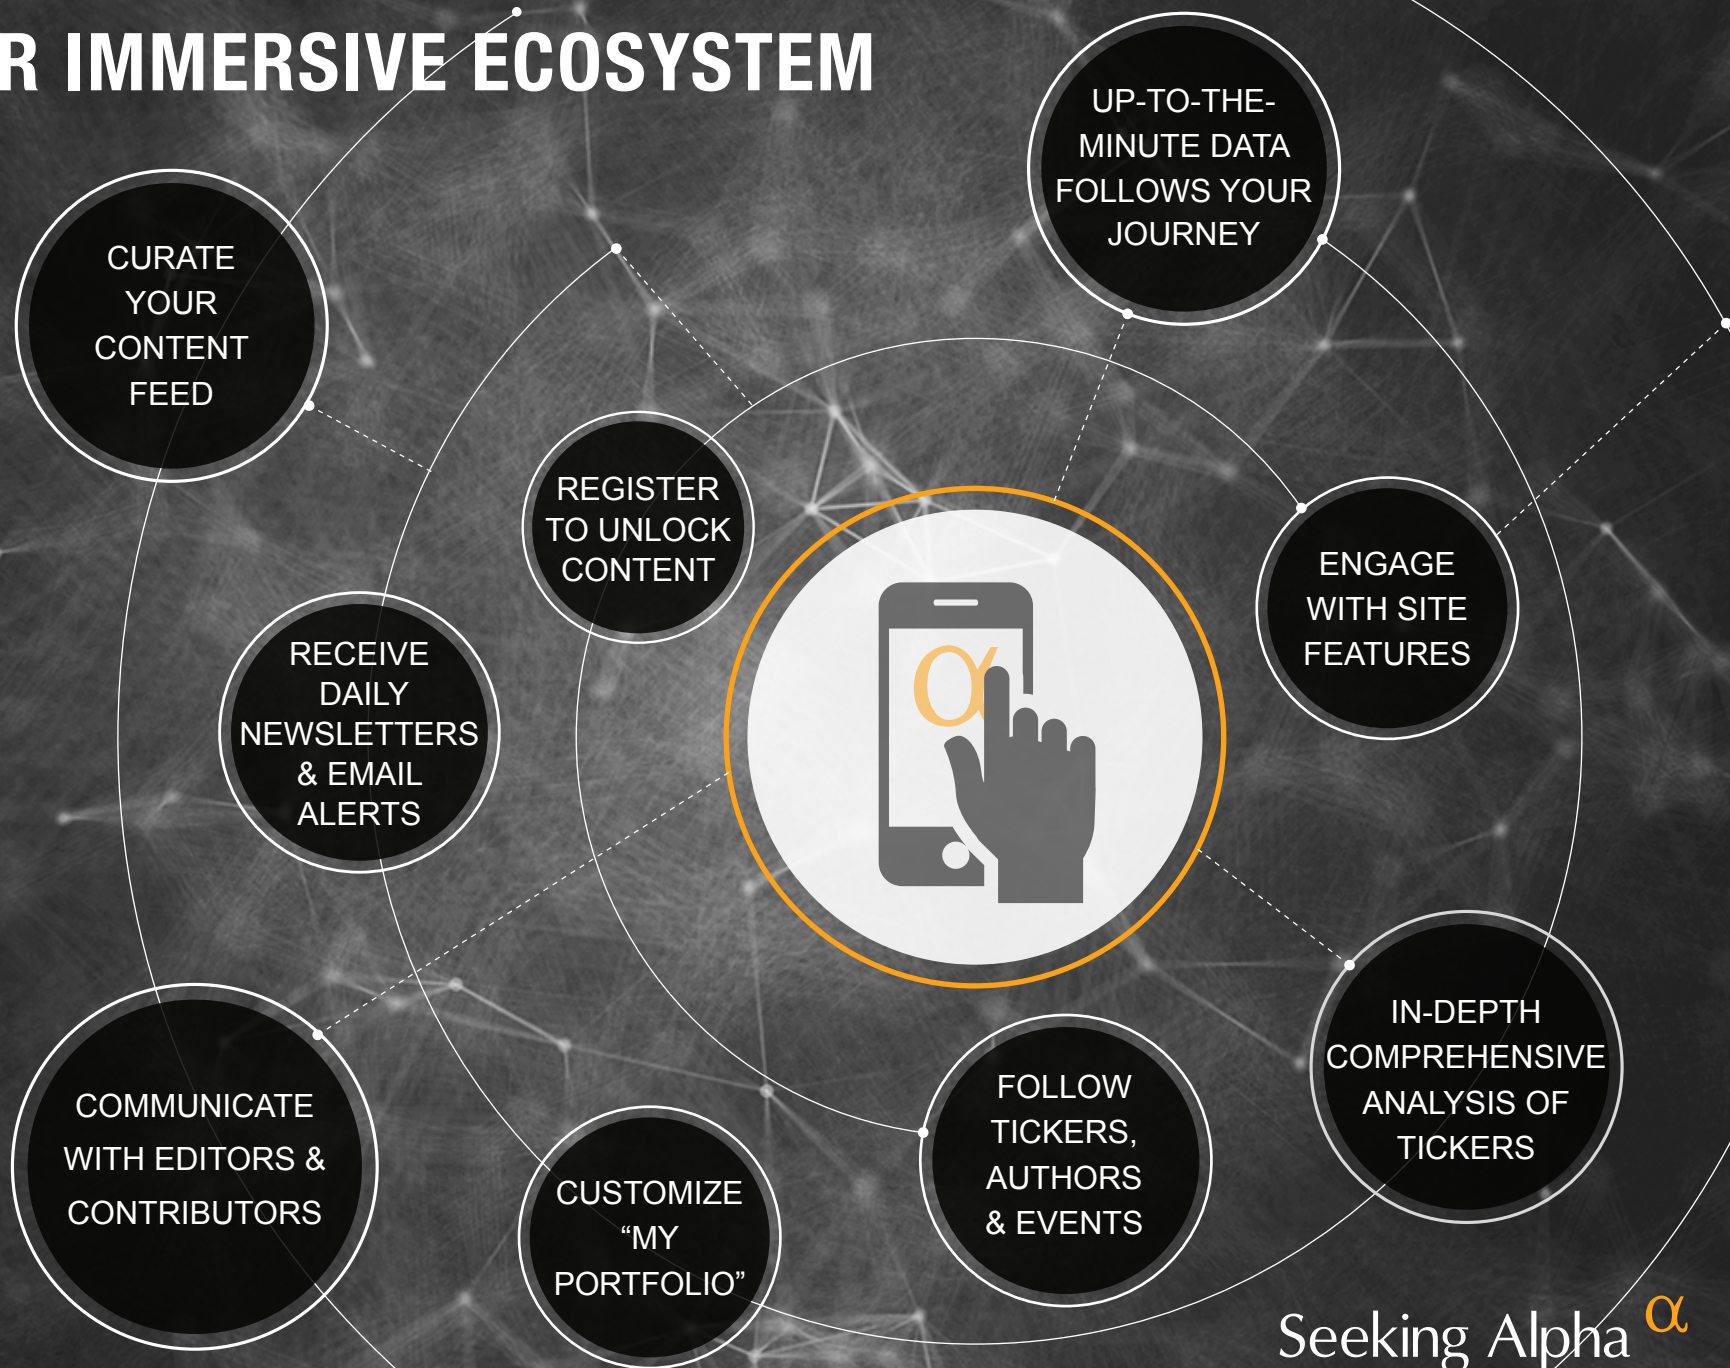 R IMMERSIVE ECOSYSTEM
UP-TO-THE-
MINUTE DATA
FOLLOWS YOUR
JOURNEY
CURATE
YOUR
CONTENT
FEED
REGISTER
TO UNLOCK
CONTENT
ENGAGE
WITH SITE
FEATURES
RECEIVE
DAILY
NEWSLETTERS
& EMAIL
ALERTS
α
IN-DEPTH
COMPREHENSIVE
ANALYSIS OF
TICKERS
FOLLOW
TICKERS,
AUTHORS
& EVENTS
COMMUNICATE
WITH EDITORS &
CONTRIBUTORS
CUSTOMIZE
“MY
PORTFOLIO”
Seeking Alpha α